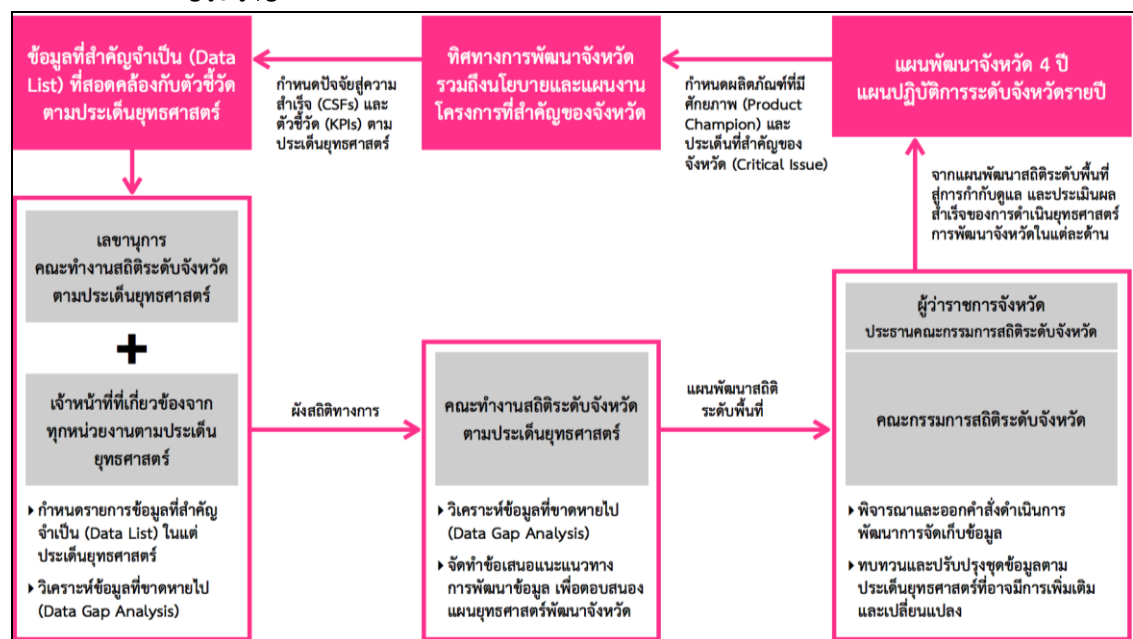 ข้อมูลที่สำคัญจำเป็น (Data
List) ที่สอดคล้องกับตัวชี้วัด
ตามประเด็นยุทธศาสตร์
กำหนดปัจจัยสู่ความ
สำเร็จ (CSFs) และ
ตัวชี้วัด (KPIs) ตาม
ประเด็นยุทธศาสตร์
ทิศทางการพัฒนาจังหวัด
รวมถึงนโยบายและแผนงาน
โครงการที่สำคัญของจังหวัด
กำหนดผลิตภัณฑ์ที่มี
ศักยภาพ (Product
Champion) และ
ประเด็นที่สำคัญของ
จังหวัด (Critical Issue)
แผนพัฒนาจังหวัด 4 ปี
แผนปฏิบัติการระดับจังหวัดรายปี
จากแผนพัฒนาสถิติระดับพื้นที่
สู่การกำกับดูแล และประเมินผล
สำเร็จของการดำเนินยุทธศาสตร์
การพัฒนาจังหวัดในแต่ละด้าน
เลขานุการ
คณะทำงานสถิติระดับจังหวัด
ตามประเด็นยุทธศาสตร์
+
เจ้าหน้าที่ที่เกี่ยวข้องจาก
ทุกหน่วยงานตามประเด็น
ยุทธศาสตร์
กำหนดรายการข้อมูลที่สำคัญ
จำเป็น (Data List) ในแต่
ประเด็นยุทธศาสตร์
วิเคราะห์ข้อมูลที่ขาดหายไป
(Data Gap Analysis)
ผังสถิติทางการ
คณะทำงานสถิติระดับจังหวัด
ตามประเด็นยุทธศาสตร์
วิเคราะห์ข้อมูลที่ขาดหายไป
(Data Gap Analysis)
จัดทำข้อเสนอแนะแนวทาง
การพัฒนาข้อมูล เพื่อตอบสนอง
แผนยุทธศาสตร์พัฒนาจังหวัด
แผนพัฒนาสถิติ
ระดับพื้นที่
ผู้ว่าราชการจังหวัด
ประธานคณะกรรมการสถิติระดับจังหวัด
คณะกรรมการสถิติระดับจังหวัด
พิจารณาและออกคำสั่งดำเนินการ
พัฒนาการจัดเก็บข้อมูล
ทบทวนและปรับปรุงชุดข้อมูลตาม
ประเด็นยุทธศาสตร์ที่อาจมีการเพิ่มเติม
และเปลี่ยนแปลง